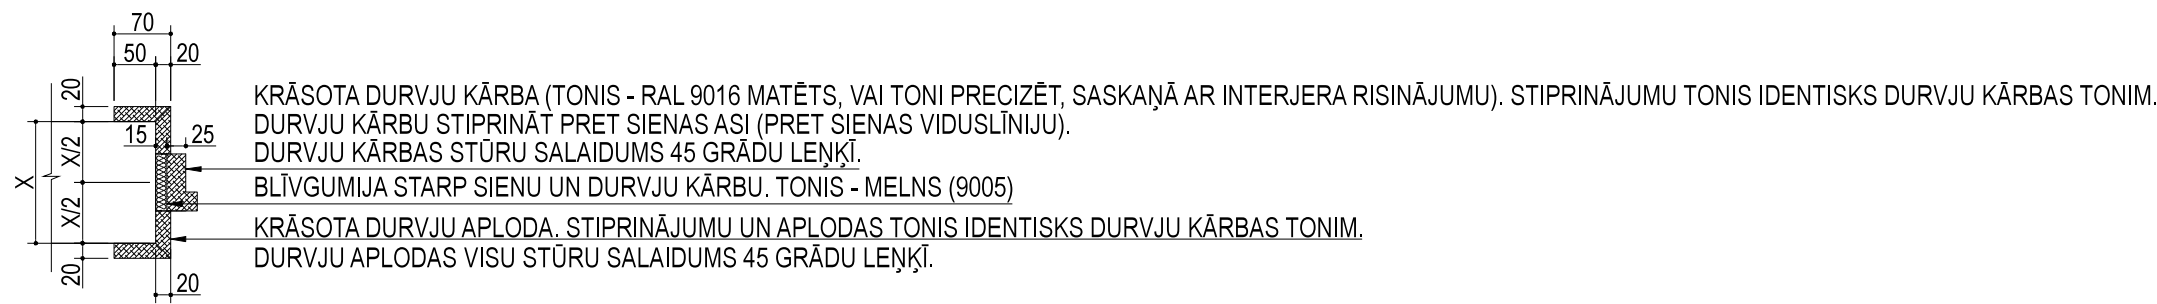 70
50 20
20
KRĀSOTA DURVJU KĀRBA (TONIS - RAL 9016 MATĒTS, VAI TONI PRECIZĒT, SASKAŅĀ AR INTERJERA RISINĀJUMU). STIPRINĀJUMU TONIS IDENTISKS DURVJU KĀRBAS TONIM.
DURVJU KĀRBU STIPRINĀT PRET SIENAS ASI (PRET SIENAS VIDUSLĪNIJU).
15 25
DURVJU KĀRBAS STŪRU SALAIDUMS 45 GRĀDU LEŅĶĪ.
X/2
X
BLĪVGUMIJA STARP SIENU UN DURVJU KĀRBU. TONIS - MELNS (9005)
X/2
KRĀSOTA DURVJU APLODA. STIPRINĀJUMU UN APLODAS TONIS IDENTISKS DURVJU KĀRBAS TONIM.
DURVJU APLODAS VISU STŪRU SALAIDUMS 45 GRĀDU LEŅĶĪ.
20
20